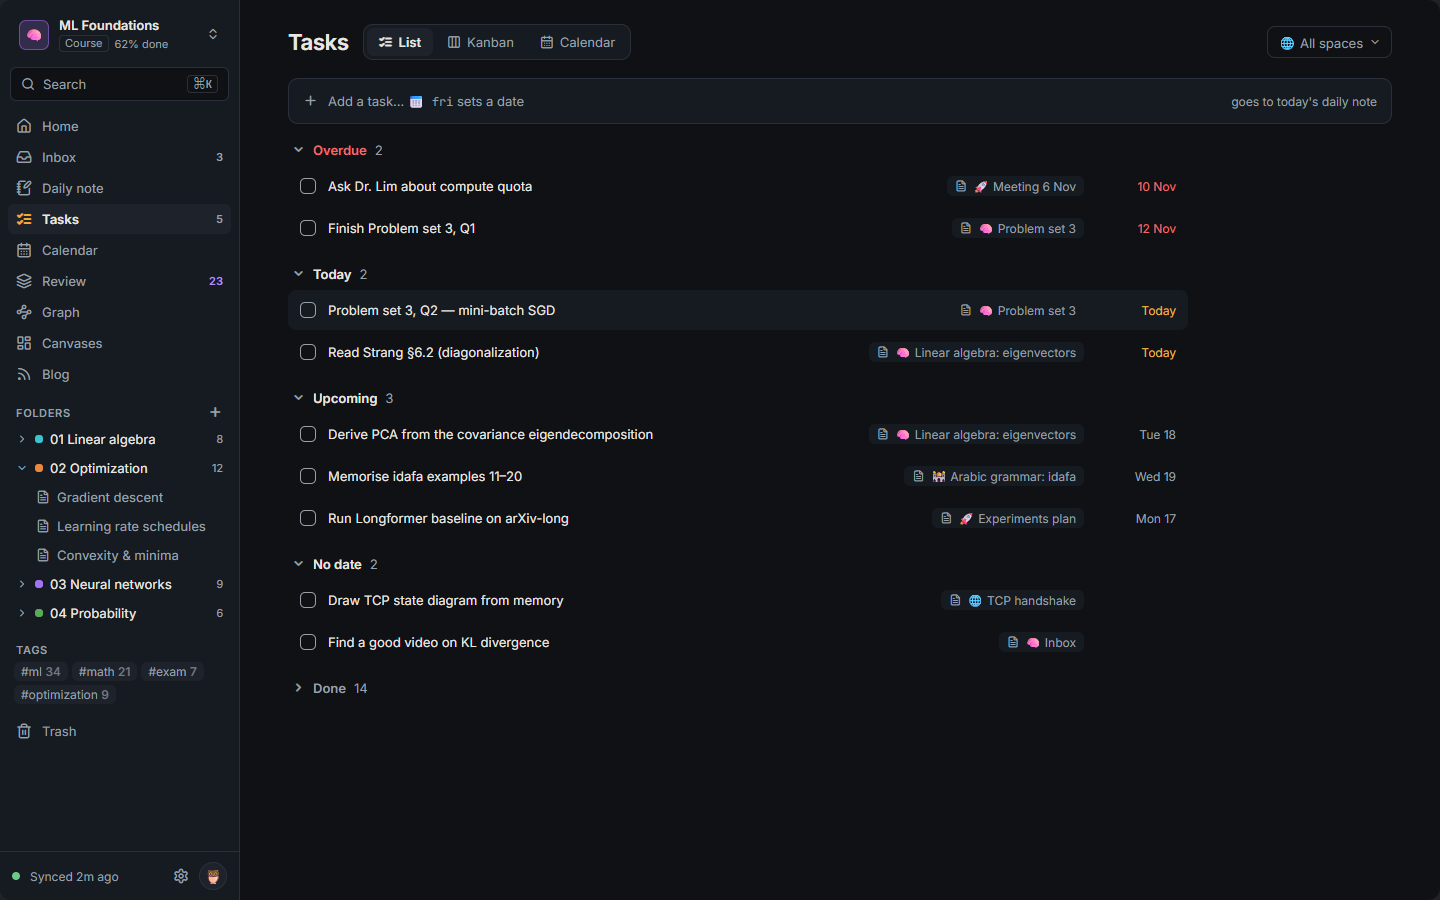 ML Foundations
Course 62% done
Search ⌘K
Home
Inbox 3
Daily note
Tasks 5
Calendar
Review 23
Graph
Canvases
Blog
FOLDERS
01 Linear algebra 8
02 Optimization 12
Gradient descent
Learning rate schedules
Convexity & minima
03 Neural networks 9
04 Probability 6
TAGS
#ml 34 #math 21 #exam 7
#optimization 9
Trash
Synced 2m ago
Tasks List Kanban Calendar All spaces
Add a task... fri sets a date goes to today's daily note
Overdue 2
Ask Dr. Lim about compute quota Meeting 6 Nov 10 Nov
Finish Problem set 3, Q1 Problem set 3 12 Nov
Today 2
Problem set 3, Q2 — mini-batch SGD Problem set 3 Today
Read Strang §6.2 (diagonalization) Linear algebra: eigenvectors Today
Upcoming 3
Derive PCA from the covariance eigendecomposition Linear algebra: eigenvectors Tue 18
Memorise idafa examples 11–20 Arabic grammar: idafa Wed 19
Run Longformer baseline on arXiv-long Experiments plan Mon 17
No date 2
Draw TCP state diagram from memory TCP handshake
Find a good video on KL divergence Inbox
Done 14